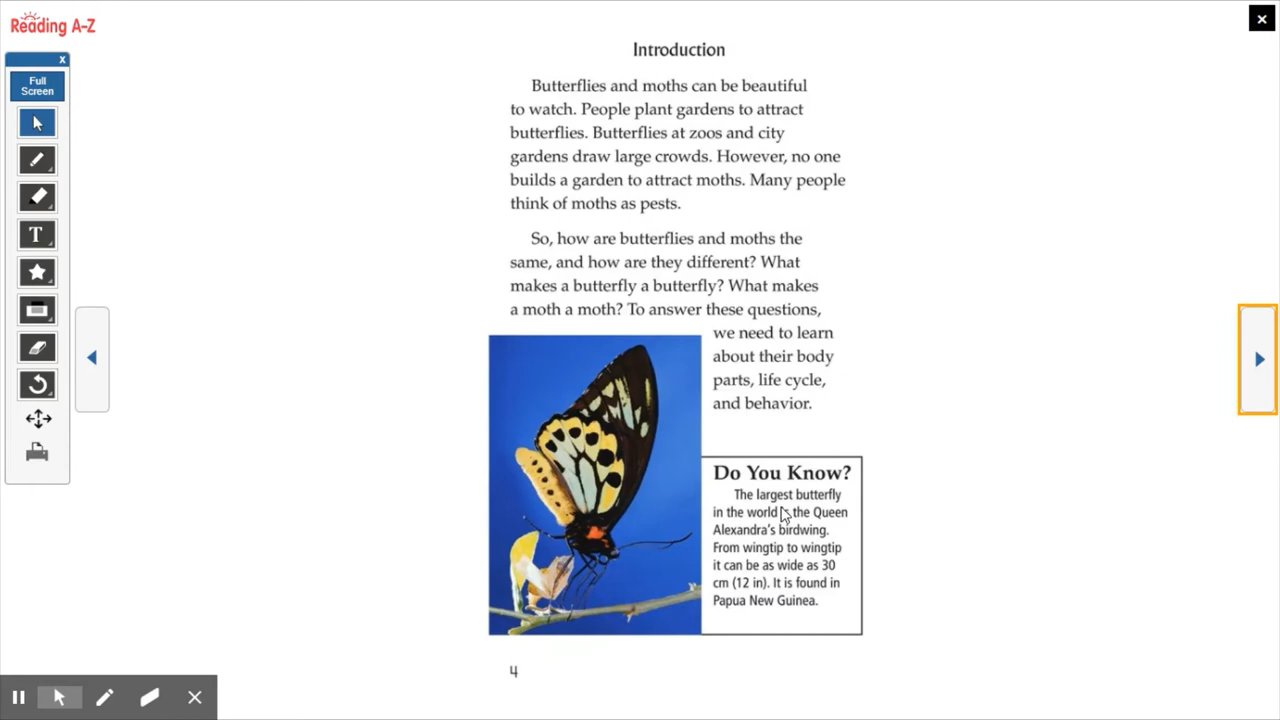 Reading A-Z
X
Full
Screen
T
Introduction
Butterflies and moths can be beautiful
to watch. People plant gardens to attract
butterflies. Butterflies at zoos and city
gardens draw large crowds. However, no one
builds a garden to attract moths. Many people
think of moths as pests.
So, how are butterflies and moths the
same, and how are they different? What
makes a butterfly a butterfly? What makes
a moth a moth? To answer these questions,
we need to learn
about their body
parts, life cycle,
and behavior.
Do You Know?
The largest butterfly
in the world the Queen
Alexandra's birdwing.
From wingtip to wingtip
it can be as wide as 30
cm (12 in). It is found in
Papua New Guinea.
4